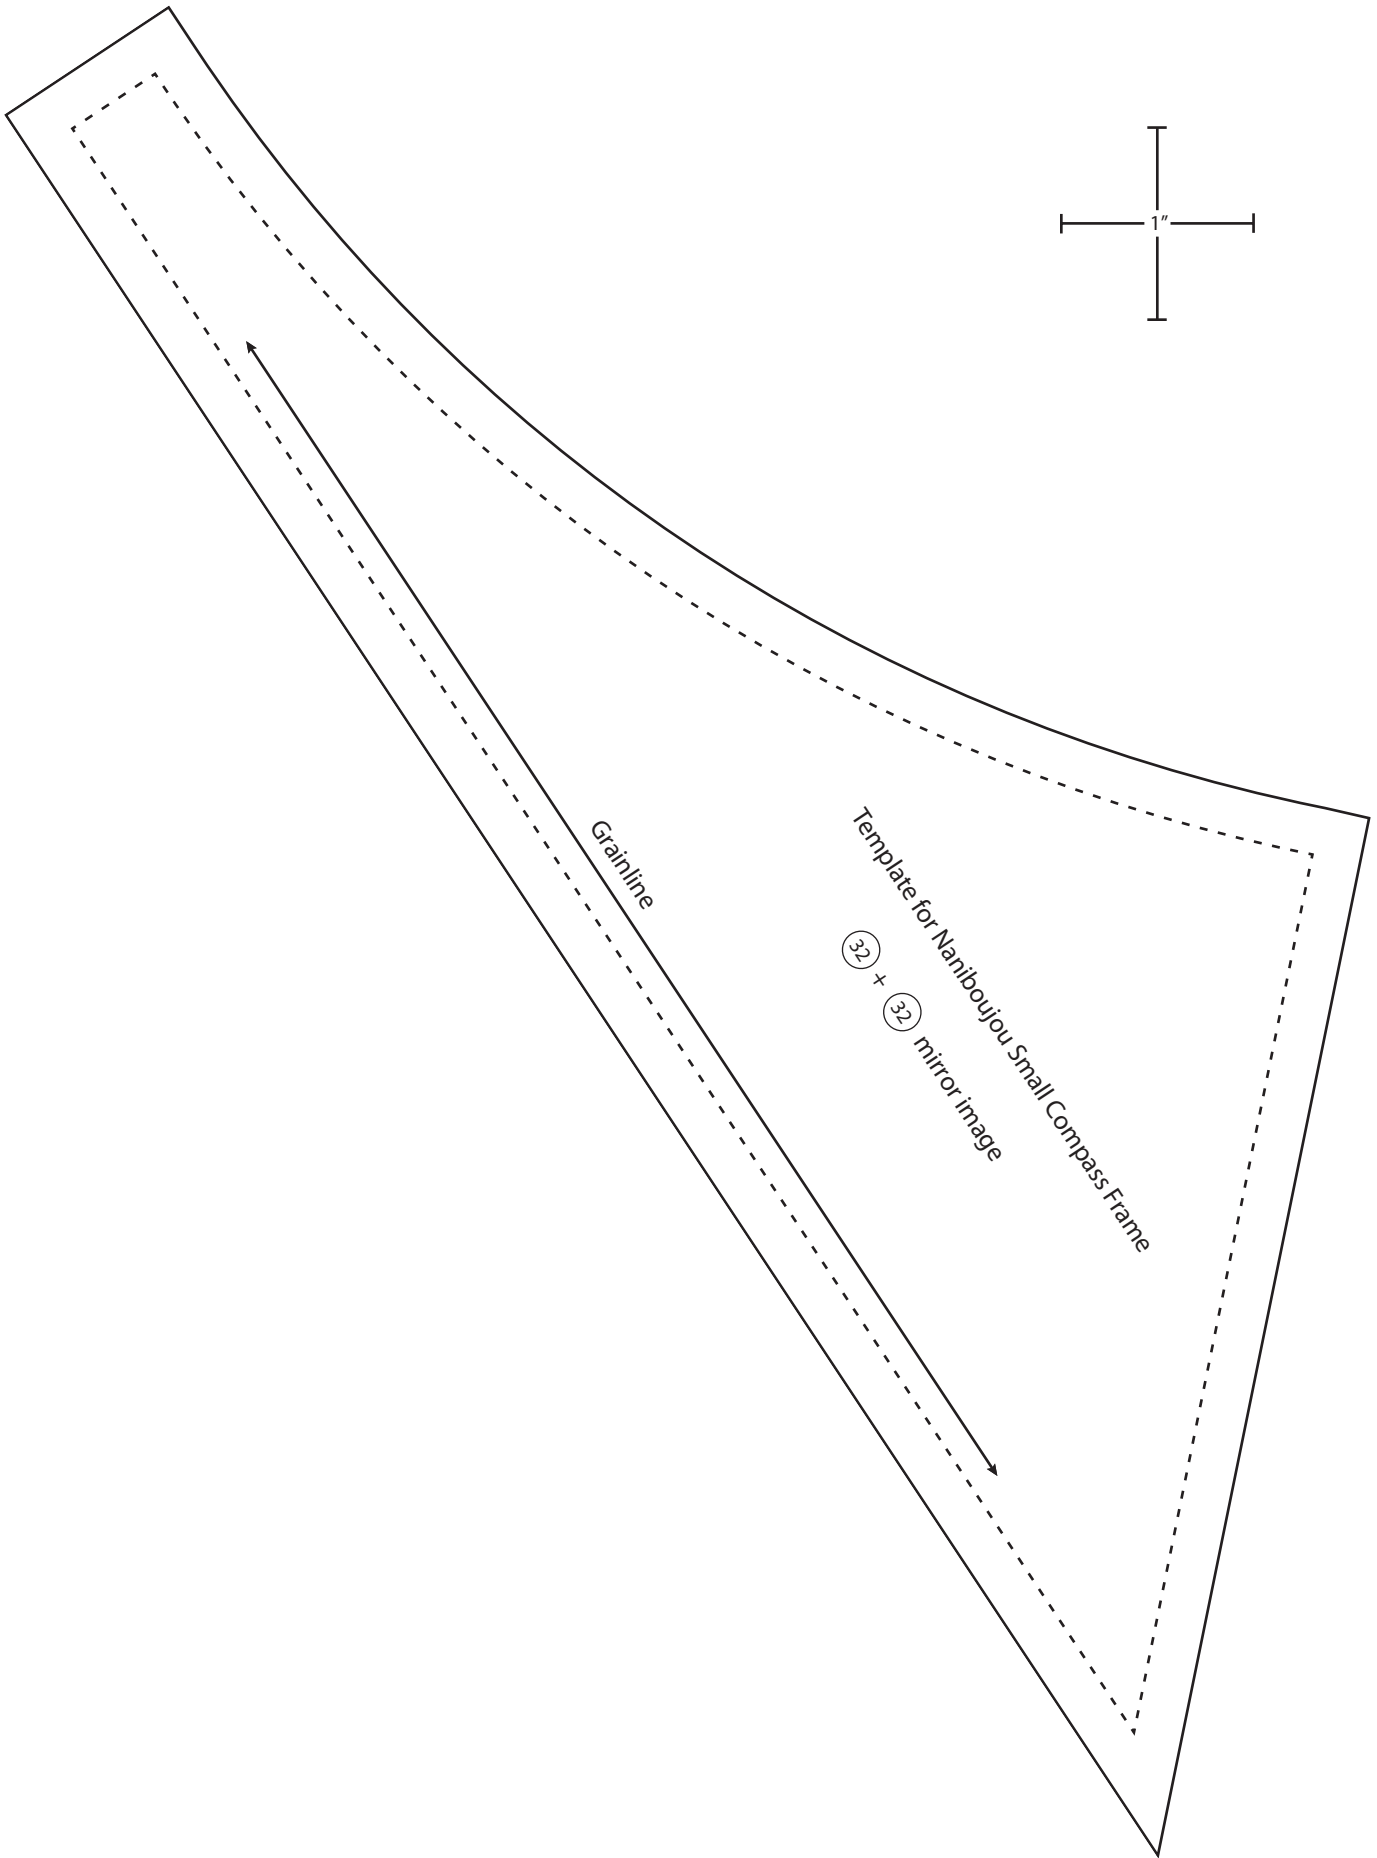 1″
Grainline
Template for Naniboujou Small Compass Frame
32 + 32 mirror image